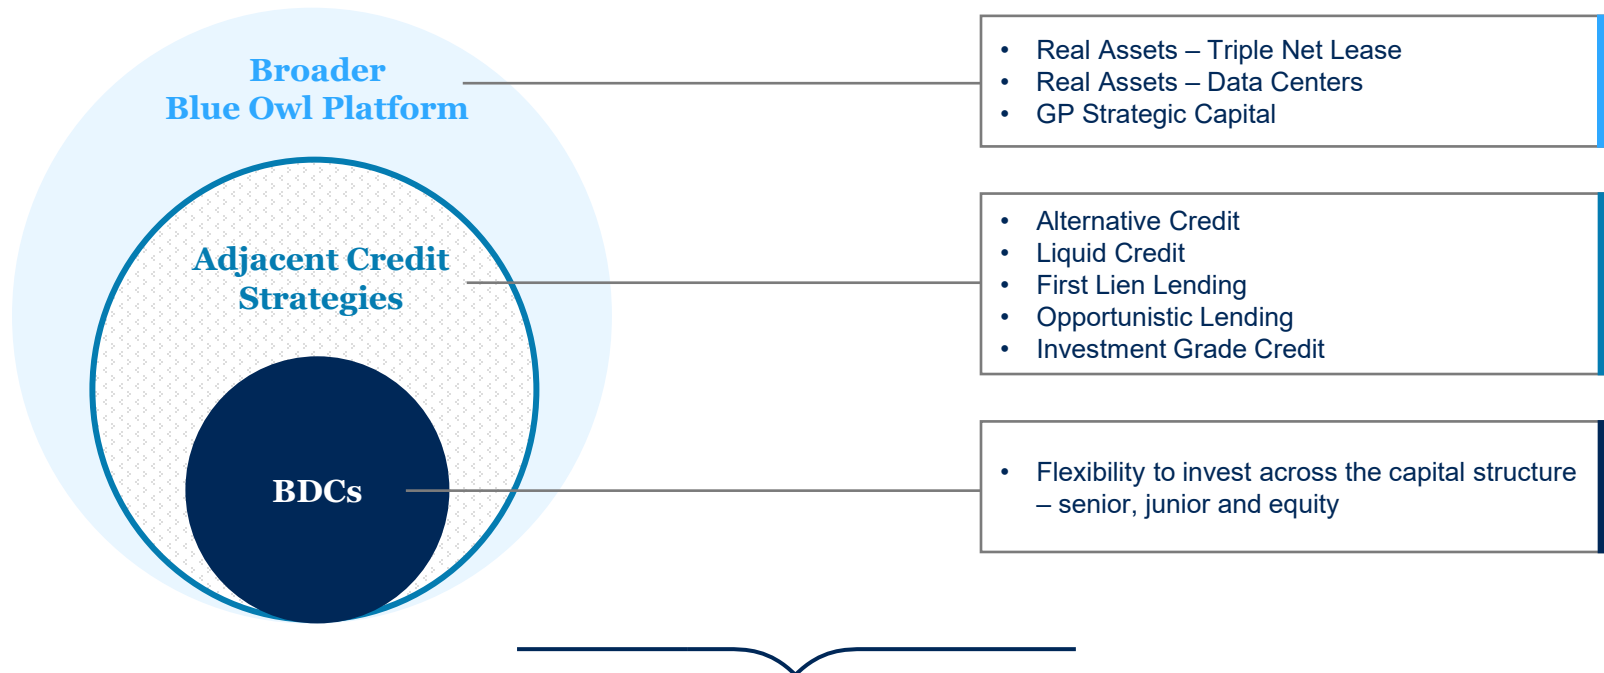 Broader
Blue Owl Platform
• Real Assets – Triple Net Lease
• Real Assets – Data Centers
• GP Strategic Capital
Adjacent Credit
Strategies
• Alternative Credit
• Liquid Credit
• First Lien Lending
• Opportunistic Lending
• Investment Grade Credit
BDCs
• Flexibility to invest across the capital structure
– senior, junior and equity